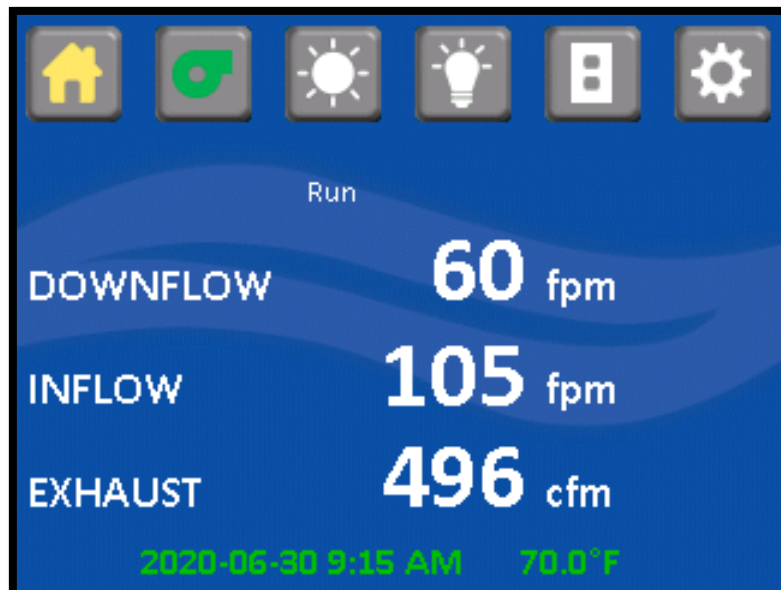 Run
DOWNFLOW 60 fpm
INFLOW 105 fpm
EXHAUST 496 cfm
2020-06-30 9:15 AM 70.0°F